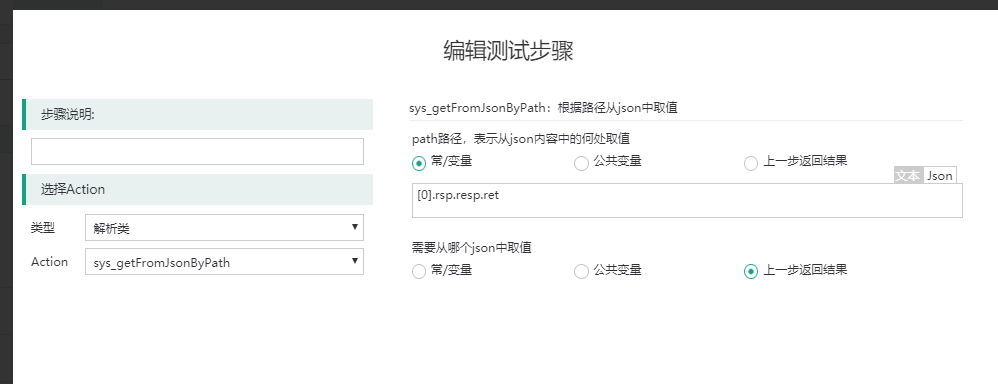 编辑测试步骤
步骤说明:
选择Action
类型
解析类
Action
sys_getFromJsonByPath
sys_getFromJsonByPath：根据路径从json中取值
path路径，表示从json内容中的何处取值
常/变量
公共变量
上一步返回结果
文本 Json
[0].rsp.resp.ret
需要从哪个json中取值
常/变量
公共变量
上一步返回结果